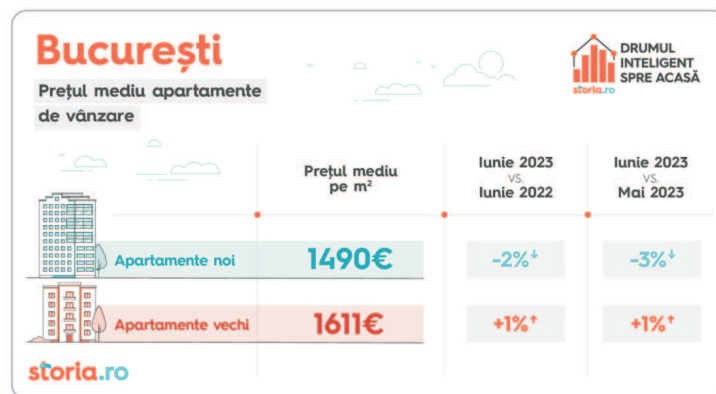 București
Prețul mediu apartamente
de vânzare
DRUMUL
INTELIGENT
SPRE ACASĂ
storia.ro
Prețul mediu
pe m²
Iunie 2023
VS.
Iunie 2022
Iunie 2023
VS.
Mai 2023
Apartamente noi 1490€ -2%↓ -3%↓
Apartamente vechi 1611€ +1%↑ +1%↑
storia.ro